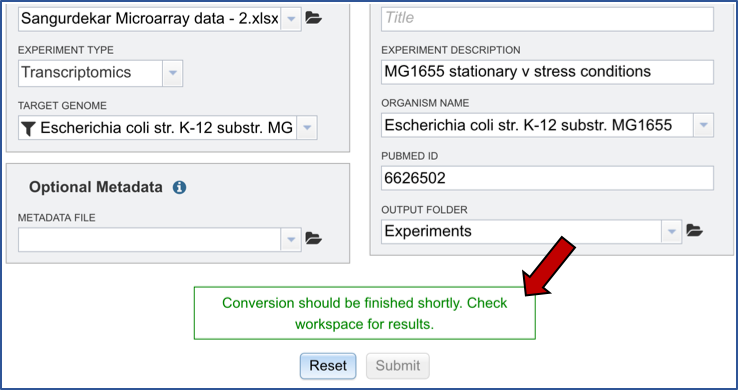 Sangurdekar Microarray data - 2.xlsx
EXPERIMENT TYPE
Transcriptomics
TARGET GENOME
Escherichia coli str. K-12 substr. MG
Optional Metadata
METADATA FILE
Title
EXPERIMENT DESCRIPTION
MG1655 stationary v stress conditions
ORGANISM NAME
Escherichia coli str. K-12 substr. MG1655
PUBMED ID
6626502
OUTPUT FOLDER
Experiments
Conversion should be finished shortly. Check
workspace for results.
Reset
Submit